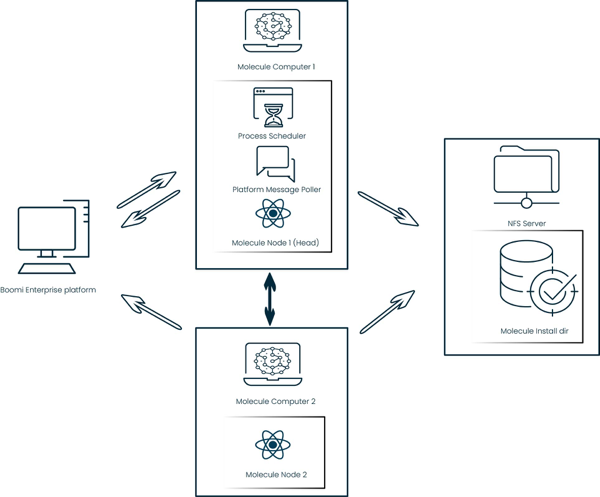 Molecule Computer 1
Process Scheduler
Platform Message Poller
Molecule Node 1 (Head)
Boomi Enterprise platform
NFS Server
Molecule Install dir
Molecule Computer 2
Molecule Node 2